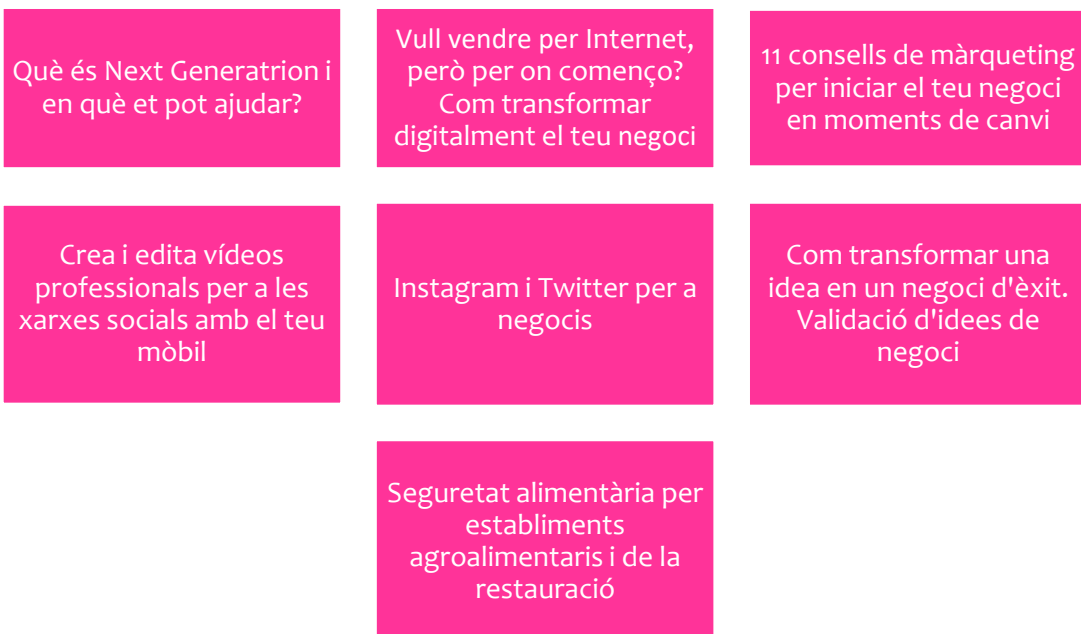 Què és Next Generatrion i
en què et pot ajudar?
Vull vendre per Internet,
però per on començo?
Com transformar
digitalment el teu negoci
11 consells de màrqueting
per iniciar el teu negoci
en moments de canvi
Crea i edita vídeos
professionals per a les
xarxes socials amb el teu
mòbil
Instagram i Twitter per a
negocis
Com transformar una
idea en un negoci d'èxit.
Validació d'idees de
negoci
Seguretat alimentària per
establiments
agroalimentaris i de la
restauració